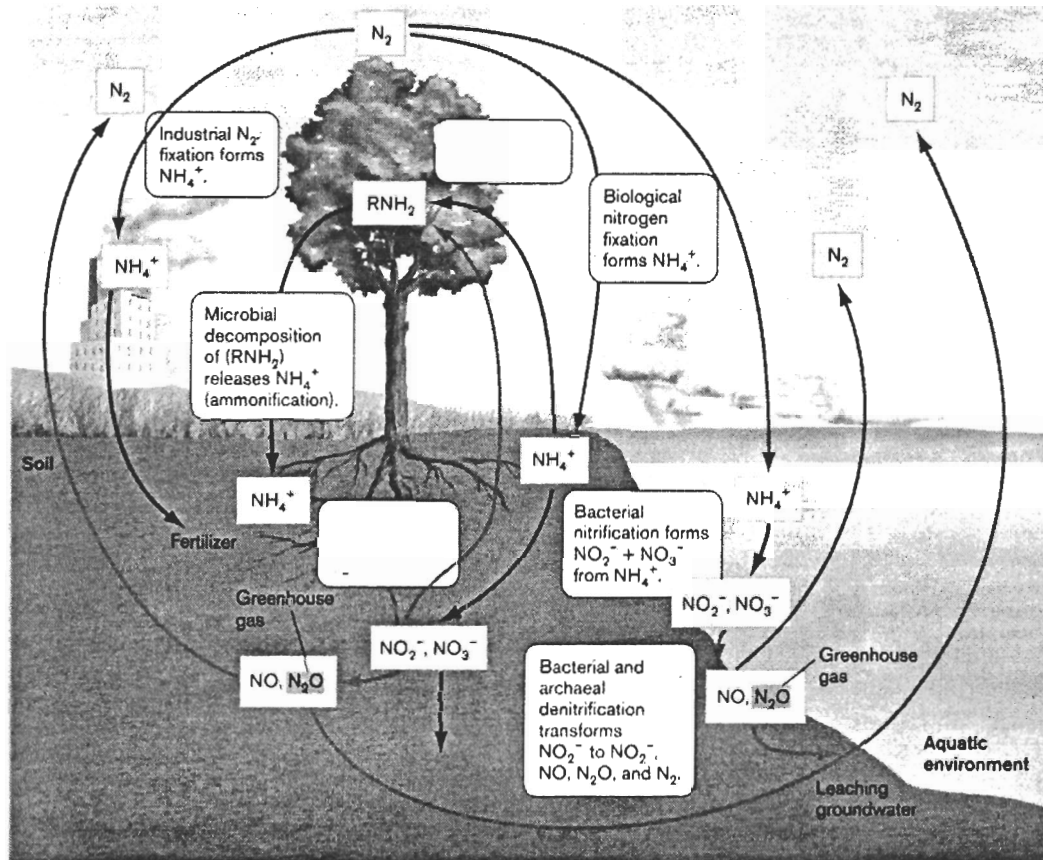 N₂
N₂
N₂
Industrial N₂-
fixation forms
NH₄⁺.
RNH₂
Biological
nitrogen
fixation
forms NH₄⁺.
N₂
NH₄⁺
Microbial
decomposition
of (RNH₂)
releases NH₄⁺
(ammonification).
Soil
NH₄⁺
NH₄⁺
NH₄⁺
Fertilizer
Bacterial
nitrification forms
NO₂⁻ + NO₃⁻
from NH₄⁺.
Greenhouse
gas
NO₂⁻, NO₃⁻
NO₂⁻, NO₃⁻
NO, N₂O
Bacterial and
archaeal
denitrification
transforms
NO₂⁻ to NO₂⁻,
NO, N₂O, and N₂.
Greenhouse
gas
NO, N₂O
Aquatic
environment
Leaching
groundwater